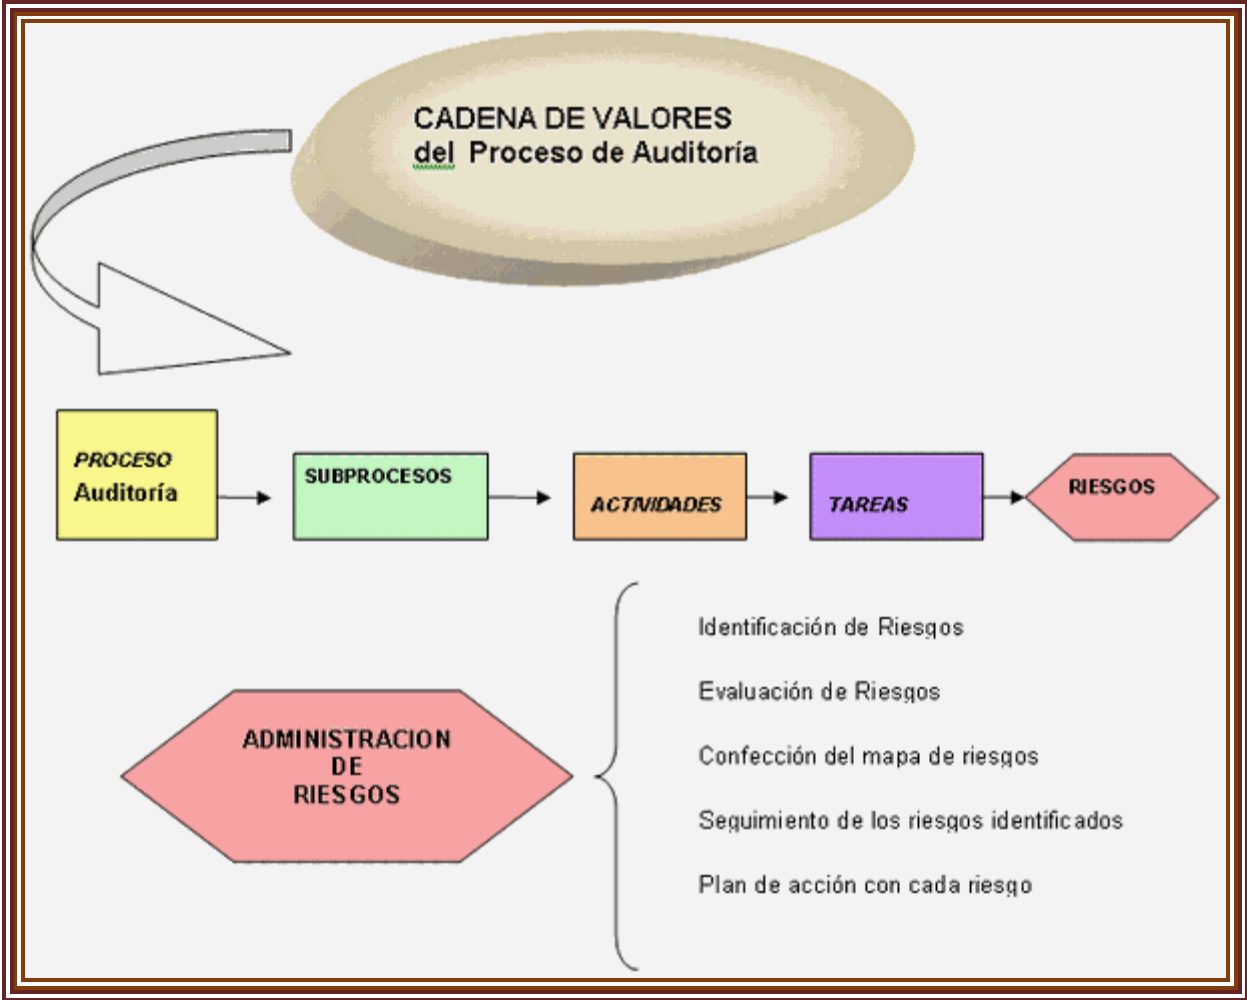 CADENA DE VALORES
del Proceso de Auditoría
PROCESO
Auditoría
SUBPROCESOS
ACTIVIDADES
TAREAS
RIESGOS
ADMINISTRACION
DE
RIESGOS
Identificación de Riesgos
Evaluación de Riesgos
Confección del mapa de riesgos
Seguimiento de los riesgos identificados
Plan de acción con cada riesgo